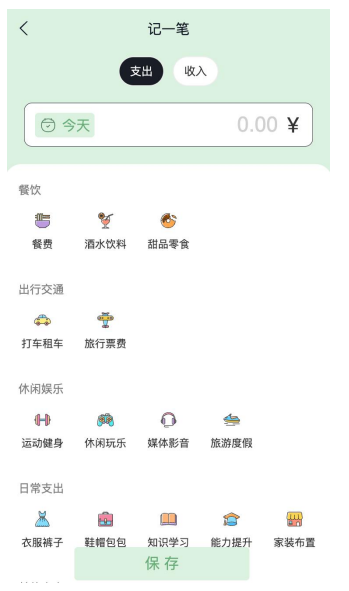 记一笔
支出 收入
今天 0.00 ¥
餐饮
餐费 酒水饮料 甜品零食
出行交通
打车租车 旅行票费
休闲娱乐
运动健身 休闲玩乐 媒体影音 旅游度假
日常支出
衣服裤子 鞋帽包包 知识学习 能力提升 家装布置
保存